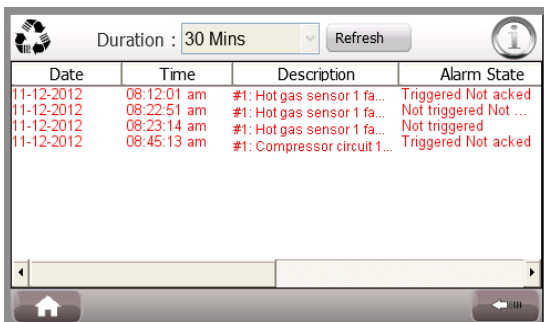 Duration : 30 Mins Refresh
Date Time Description Alarm State
11-12-2012 08:12:01 am #1: Hot gas sensor 1 fa... Triggered Not acked
11-12-2012 08:22:51 am #1: Hot gas sensor 1 fa... Not triggered Not ...
11-12-2012 08:23:14 am #1: Hot gas sensor 1 fa... Not triggered
11-12-2012 08:45:13 am #1: Compressor circuit 1... Triggered Not acked